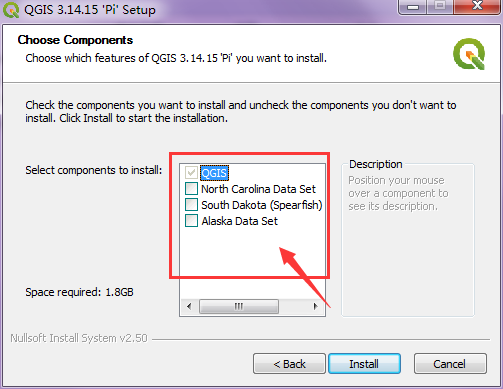 QGIS 3.14.15 'Pi' Setup
Choose Components
Choose which features of QGIS 3.14.15 'Pi' you want to install.
Check the components you want to install and uncheck the components you don't want to
install. Click Install to start the installation.
Select components to install:
QGIS
North Carolina Data Set
South Dakota (Spearfish)
Alaska Data Set
Description
Position your mouse
over a component to
see its description.
Space required: 1.8GB
Nullsoft Install System v2.50
< Back
Install
Cancel